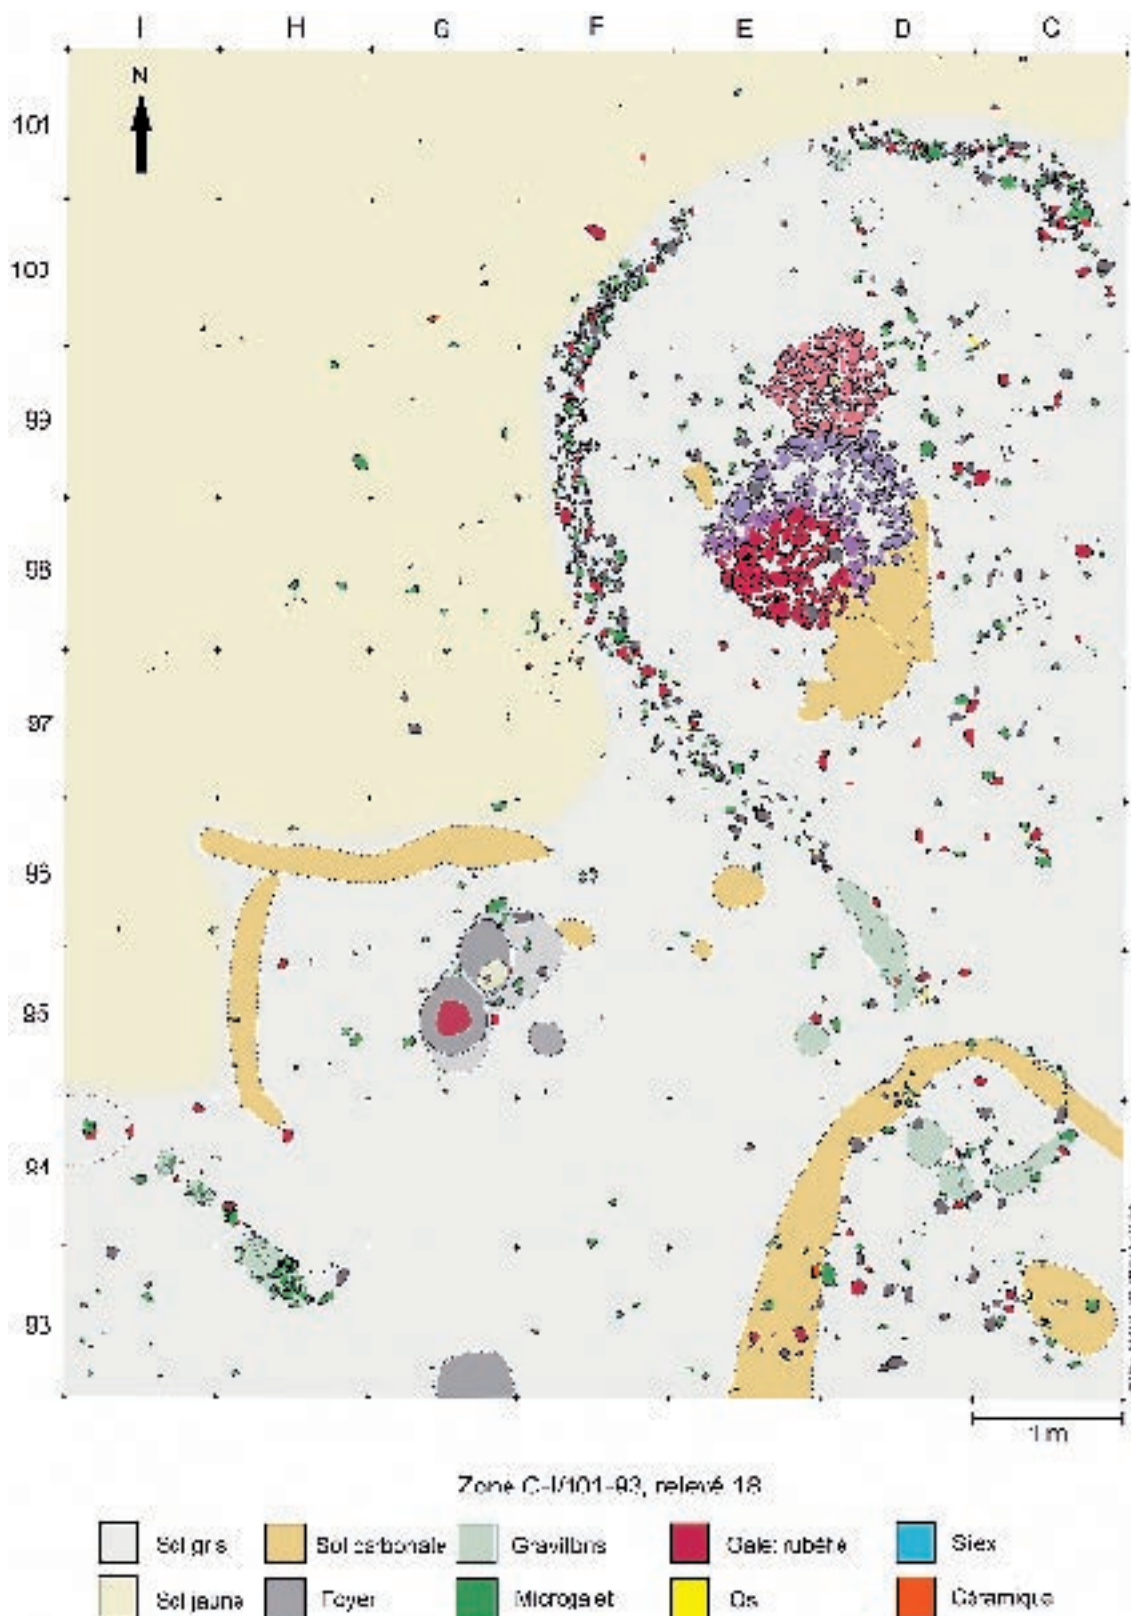 I H G F E D C
N
101
100
99
98
97
96
95
94
93
1m
Zone C-I/101-93, relevé 18
Sol gris Sol carbonaté Gravillons Galet rubéfié Silex
Sol jaune Foyer Microgalet Os Céramique